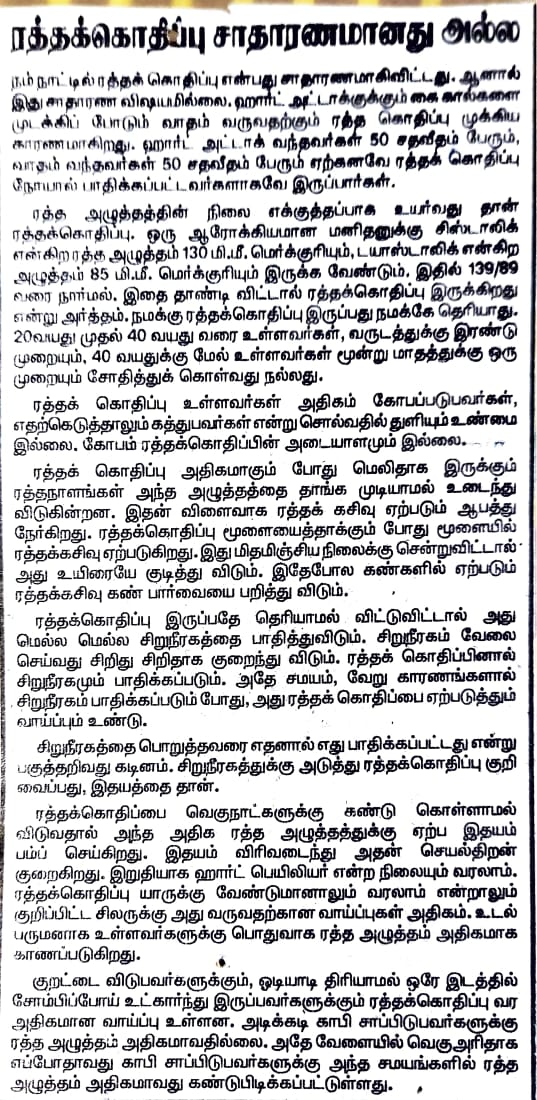 ரத்தக்கொதிப்பு சாதாரணமானது அல்ல
நம் நாட்டில் ரத்தக் கொதிப்பு என்பது சாதாரணமாகிவிட்டது. ஆனால்
இது சாதாரண விஷயமில்லை. ஹார்ட் அட்டாக்குக்கும் கை கால்களை
முடக்கிப் போடும் வாதம் வருவதற்கும் ரத்த கொதிப்பு முக்கிய
காரணமாகிறது. ஹார்ட் அட்டாக் வந்தவர்கள் 50 சதவீதம் பேரும்,
வாதம் வந்தவர்கள் 50 சதவீதம் பேரும் ஏற்கனவே ரத்தக் கொதிப்பு
நோயால் பாதிக்கப்பட்டவர்களாகவே இருப்பார்கள்.
ரத்த அழுத்தத்தின் நிலை எக்குத்தப்பாக உயர்வது தான்
ரத்தக்கொதிப்பு. ஒரு ஆரோக்கியமான மனிதனுக்கு சிஸ்டாலிக்
என்கிற ரத்த அழுத்தம் 130 மி.மீ. மெர்க்குரியும், டயாஸ்டாலிக் என்கிற
அழுத்தம் 85 மி.மீ. மெர்க்குரியும் இருக்க வேண்டும். இதில் 139/89
வரை நார்மல். இதை தாண்டி விட்டால் ரத்தக்கொதிப்பு இருக்கிறது
என்று அர்த்தம். நமக்கு ரத்தக்கொதிப்பு இருப்பது நமக்கே தெரியாது.
20வயது முதல் 40 வயது வரை உள்ளவர்கள், வருடத்துக்கு இரண்டு
முறையும், 40 வயதுக்கு மேல் உள்ளவர்கள் மூன்று மாதத்துக்கு ஒரு
முறையும் சோதித்துக் கொள்வது நல்லது.
ரத்தக் கொதிப்பு உள்ளவர்கள் அதிகம் கோபப்படுபவர்கள்,
எதற்கெடுத்தாலும் கத்துபவர்கள் என்று சொல்வதில் துளியும் உண்மை
இல்லை. கோபம் ரத்தக்கொதிப்பின் அடையாளமும் இல்லை.
ரத்தக் கொதிப்பு அதிகமாகும் போது மெலிதாக இருக்கும்
ரத்தநாளங்கள் அந்த அழுத்தத்தை தாங்க முடியாமல் உடைந்து
விடுகின்றன. இதன் விளைவாக ரத்தக் கசிவு ஏற்படும் ஆபத்து
நேர்கிறது. ரத்தக்கொதிப்பு மூளையைத்தாக்கும் போது மூளையில்
ரத்தக்கசிவு ஏற்படுகிறது. இது மிதமிஞ்சிய நிலைக்கு சென்றுவிட்டால்
அது உயிரையே குடித்து விடும். இதேபோல கண்களில் ஏற்படும்
ரத்தக்கசிவு கண் பார்வையை பறித்து விடும்.
ரத்தக்கொதிப்பு இருப்பதே தெரியாமல் விட்டுவிட்டால் அது
மெல்ல மெல்ல சிறுநீரகத்தை பாதித்துவிடும். சிறுநீரகம் வேலை
செய்வது சிறிது சிறிதாக குறைந்து விடும். ரத்தக் கொதிப்பினால்
சிறுநீரகமும் பாதிக்கப்படும். அதே சமயம், வேறு காரணங்களால்
சிறுநீரகம் பாதிக்கப்படும் போது, அது ரத்தக் கொதிப்பை ஏற்படுத்தும்
வாய்ப்பும் உண்டு.
சிறுநீரகத்தை பொறுத்தவரை எதனால் எது பாதிக்கப்பட்டது என்று
பகுத்தறிவது கடினம். சிறுநீரகத்துக்கு அடுத்து ரத்தக்கொதிப்பு குறி
வைப்பது, இதயத்தை தான்.
ரத்தக்கொதிப்பை வெகுநாட்களுக்கு கண்டு கொள்ளாமல்
விடுவதால் அந்த அதிக ரத்த அழுத்தத்துக்கு ஏற்ப இதயம்
பம்ப் செய்கிறது. இதயம் விரிவடைந்து அதன் செயல்திறன்
குறைகிறது. இறுதியாக ஹார்ட் பெயிலியர் என்ற நிலையும் வரலாம்.
ரத்தக்கொதிப்பு யாருக்கு வேண்டுமானாலும் வரலாம் என்றாலும்
குறிப்பிட்ட சிலருக்கு அது வருவதற்கான வாய்ப்புகள் அதிகம். உடல்
பருமனாக உள்ளவர்களுக்கு பொதுவாக ரத்த அழுத்தம் அதிகமாக
காணப்படுகிறது.
குறட்டை விடுபவர்களுக்கும், ஓடியாடி திரியாமல் ஒரே இடத்தில்
சோம்பிப்போய் உட்கார்ந்து இருப்பவர்களுக்கும் ரத்தக்கொதிப்பு வர
அதிகமான வாய்ப்பு உள்ளன. அடிக்கடி காபி சாப்பிடுபவர்களுக்கு
ரத்த அழுத்தம் அதிகமாவதில்லை. அதே வேளையில் வெகுஅரிதாக
எப்போதாவது காபி சாப்பிடுபவர்களுக்கு அந்த சமயங்களில் ரத்த
அழுத்தம் அதிகமாவது கண்டுபிடிக்கப்பட்டுள்ளது.